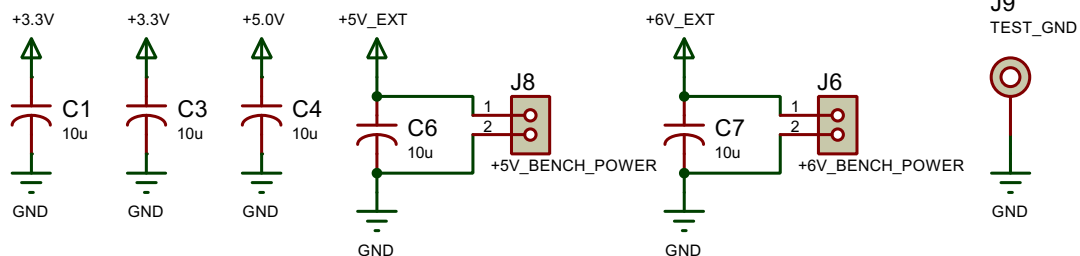 +3.3V
+3.3V
+5.0V
+5V_EXT
+6V_EXT
J9
TEST_GND
C1
10u
C3
10u
C4
10u
C6
10u
J8
1
2
+5V_BENCH_POWER
C7
10u
J6
1
2
+6V_BENCH_POWER
GND
GND
GND
GND
GND
GND